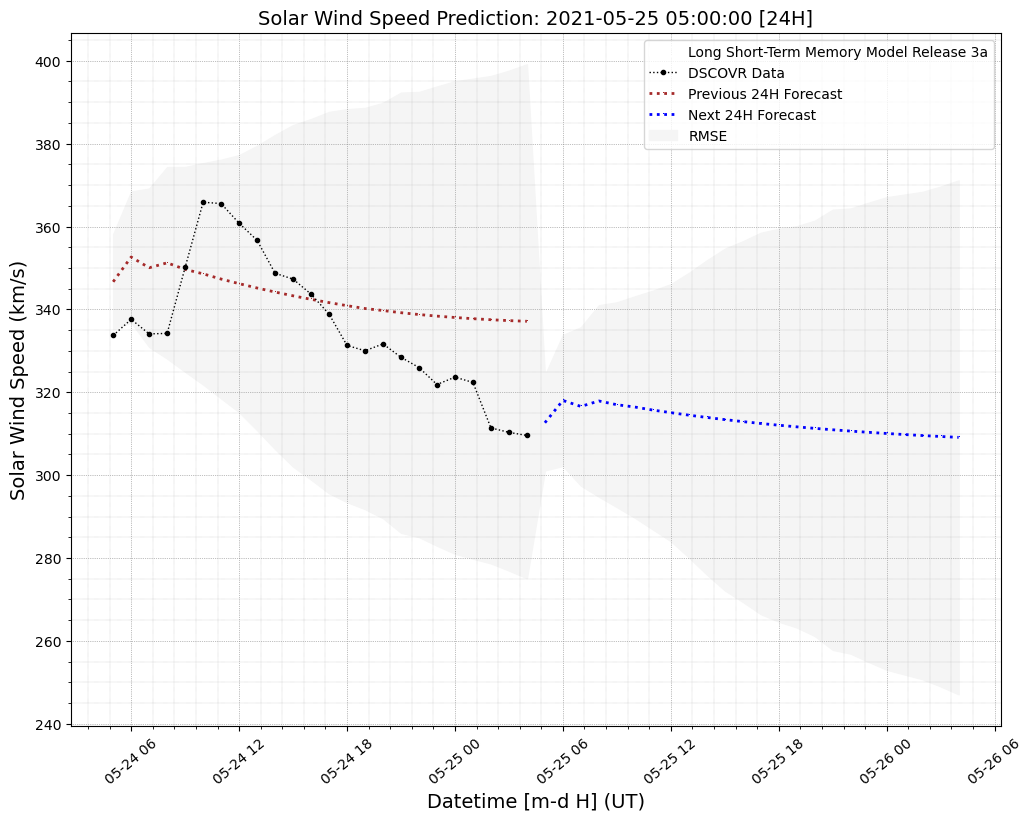 Solar Wind Speed Prediction: 2021-05-25 05:00:00 [24H]
Long Short-Term Memory Model Release 3a
DSCOVR Data
Previous 24H Forecast
Next 24H Forecast
RMSE
Solar Wind Speed (km/s)
400
380
360
340
320
300
280
260
240
05-24 06
05-24 12
05-24 18
05-25 00
05-25 06
05-25 12
05-25 18
05-26 00
05-26 06
Datetime [m-d H] (UT)